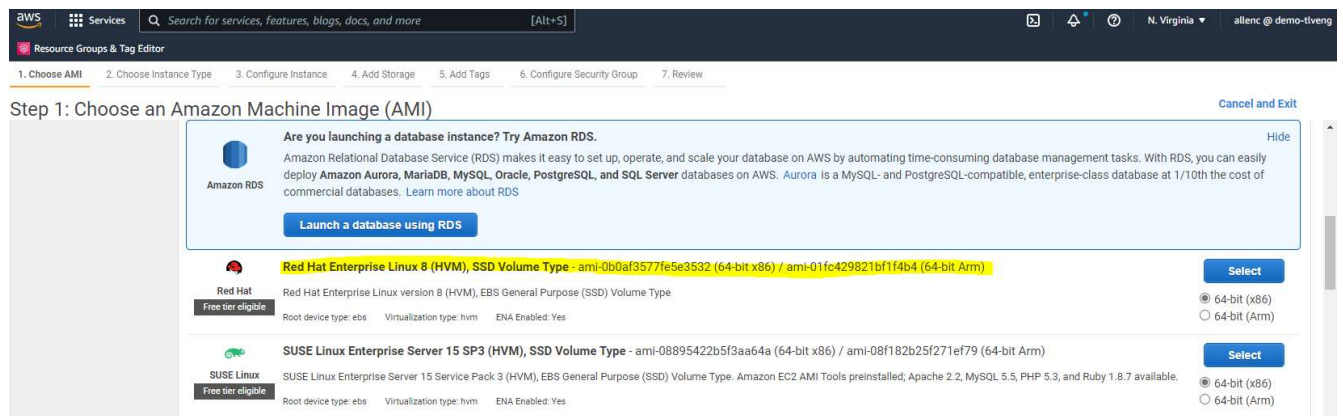 aws
Services
Search for services, features, blogs, docs, and more
[Alt+S]
N. Virginia
allenc @ demo-tlveng
Resource Groups & Tag Editor
1. Choose AMI
2. Choose Instance Type
3. Configure Instance
4. Add Storage
5. Add Tags
6. Configure Security Group
7. Review
Step 1: Choose an Amazon Machine Image (AMI)
Cancel and Exit
Are you launching a database instance? Try Amazon RDS.
Hide
Amazon RDS
Amazon Relational Database Service (RDS) makes it easy to set up, operate, and scale your database on AWS by automating time-consuming database management tasks. With RDS, you can easily
deploy Amazon Aurora, MariaDB, MySQL, Oracle, PostgreSQL, and SQL Server databases on AWS. Aurora is a MySQL- and PostgreSQL-compatible, enterprise-class database at 1/10th the cost of
commercial databases. Learn more about RDS
Launch a database using RDS
Red Hat
Free tier eligible
Red Hat Enterprise Linux 8 (HVM), SSD Volume Type - ami-0b0af3577fe5e3532 (64-bit x86) / ami-01fc429821bf1f4b4 (64-bit Arm)
Red Hat Enterprise Linux version 8 (HVM), EBS General Purpose (SSD) Volume Type
Root device type: ebs Virtualization type: hvm ENA Enabled: Yes
Select
64-bit (x86)
64-bit (Arm)
SUSE Linux
Free tier eligible
SUSE Linux Enterprise Server 15 SP3 (HVM), SSD Volume Type - ami-08895422b5f3aa64a (64-bit x86) / ami-08f182b25f271ef79 (64-bit Arm)
SUSE Linux Enterprise Server 15 Service Pack 3 (HVM), EBS General Purpose (SSD) Volume Type. Amazon EC2 AMI Tools preinstalled; Apache 2.2, MySQL 5.5, PHP 5.3, and Ruby 1.8.7 available.
Root device type: ebs Virtualization type: hvm ENA Enabled: Yes
Select
64-bit (x86)
64-bit (Arm)